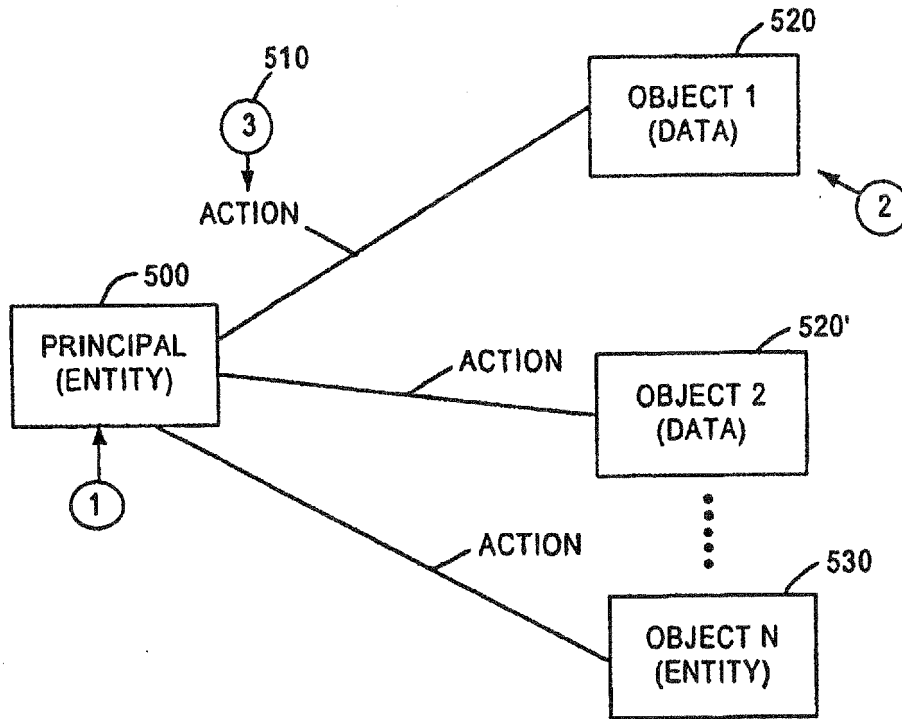 510
3
ACTION
520
OBJECT 1
(DATA)
2
500
PRINCIPAL
(ENTITY)
1
ACTION
520'
OBJECT 2
(DATA)
ACTION
530
OBJECT N
(ENTITY)